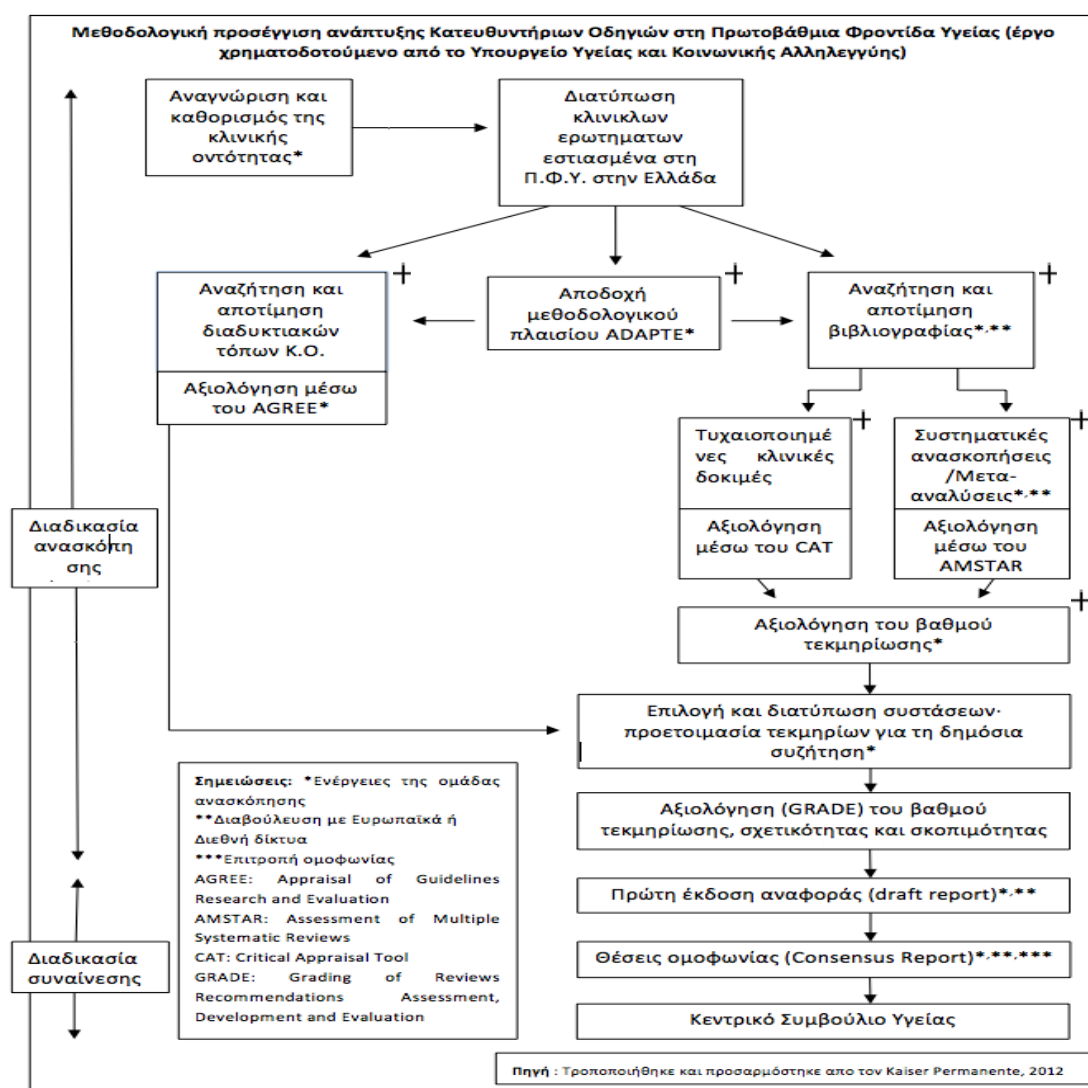 Μεθοδολογική προσέγγιση ανάπτυξης Κατευθυντήριων Οδηγιών στη Πρωτοβάθμια Φροντίδα Υγείας (έργο
χρηματοδοτούμενο από το Υπουργείο Υγείας και Κοινωνικής Αλληλεγγύης)
Αναγνώριση και
καθορισμός της
κλινικής
οντότητας*
Διατύπωση
κλινικλων
ερωτηματων
εστιασμένα στη
Π.Φ.Υ. στην Ελλάδα
Αναζήτηση και
αποτίμηση
διαδυκτιακών
τόπων Κ.Ο.
Αξιολόγηση μέσω
του AGREE*
+
Αποδοχή
μεθοδολογικού
πλαισίου ADAPTE*
+
Αναζήτηση και
αποτίμηση
βιβλιογραφίας*,**
+
Τυχαιοποιημέ
νες κλινικές
δοκιμές
Αξιολόγηση
μέσω του CAT
+
Συστηματικές
ανασκοπήσεις
/Μετα-
αναλύσεις*,**
Αξιολόγηση
μέσω του
AMSTAR
+
Διαδικασία
ανασκόπη
σης
Αξιολόγηση του βαθμού
τεκμηρίωσης*
+
Επιλογή και διατύπωση συστάσεων·
προετοιμασία τεκμηρίων για τη δημόσια
συζήτηση*
Αξιολόγηση (GRADE) του βαθμού
τεκμηρίωσης, σχετικότητας και σκοπιμότητας
Πρώτη έκδοση αναφοράς (draft report)*,**
Θέσεις ομοφωνίας (Consensus Report)*,**,***
Κεντρικό Συμβούλιο Υγείας
Διαδικασία
συναίνεσης
Σημειώσεις: *Ενέργειες της ομάδας
ανασκόπησης
**Διαβούλευση με Ευρωπαϊκά ή
Διεθνή δίκτυα
***Επιτροπή ομοφωνίας
AGREE: Appraisal of Guidelines
Research and Evaluation
AMSTAR: Assessment of Multiple
Systematic Reviews
CAT: Critical Appraisal Tool
GRADE: Grading of Reviews
Recommendations Assessment,
Development and Evaluation
Πηγή : Τροποποιήθηκε και προσαρμόστηκε απο τον Kaiser Permanente, 2012